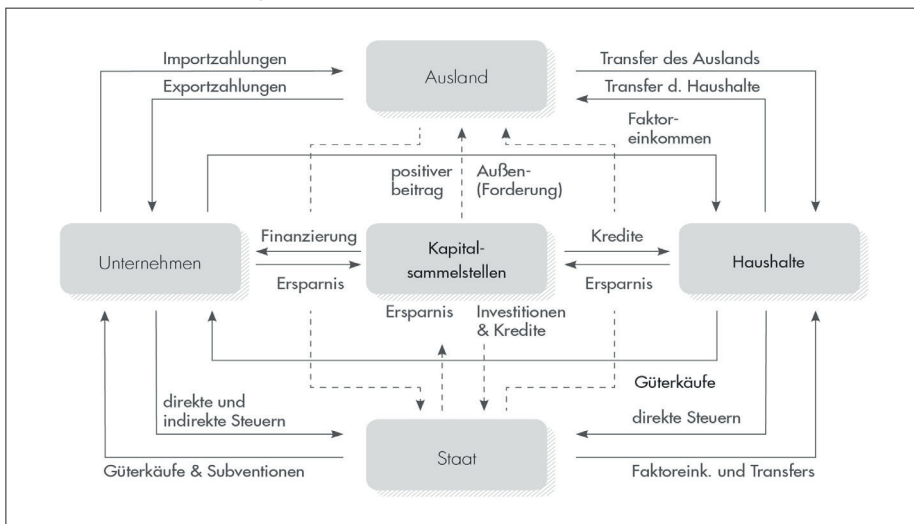 Importzahlungen
Ausland
Transfer des Auslands
Exportzahlungen
Transfer d. Haushalte
Faktor-
einkommen
positiver
beitrag
Außen-
(Forderung)
Unternehmen
Finanzierung
Ersparnis
Kapital-
sammelstellen
Kredite
Ersparnis
Haushalte
Ersparnis
Investitionen
& Kredite
Güterkäufe
direkte und
indirekte Steuern
direkte Steuern
Staat
Güterkäufe & Subventionen
Faktoreink. und Transfers